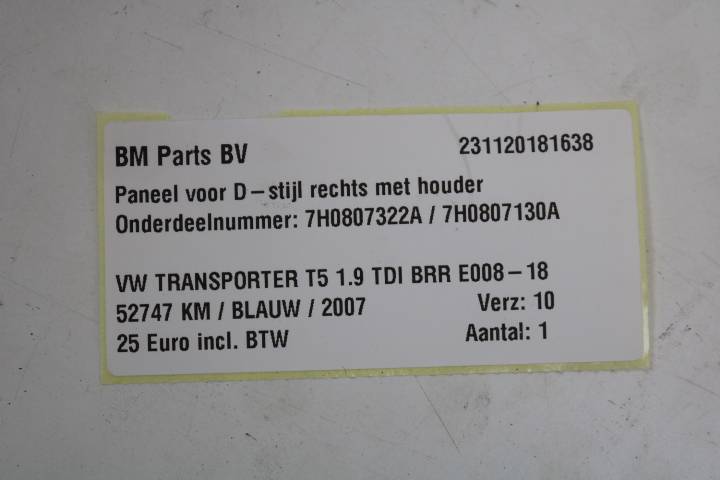 BM Parts BV 231120181638
Paneel voor D-stijl rechts met houder
Onderdeelnummer: 7H0807322A / 7H0807130A
VW TRANSPORTER T5 1.9 TDI BRR E008-18
52747 KM / BLAUW / 2007 Verz: 10
25 Euro incl. BTW Aantal: 1